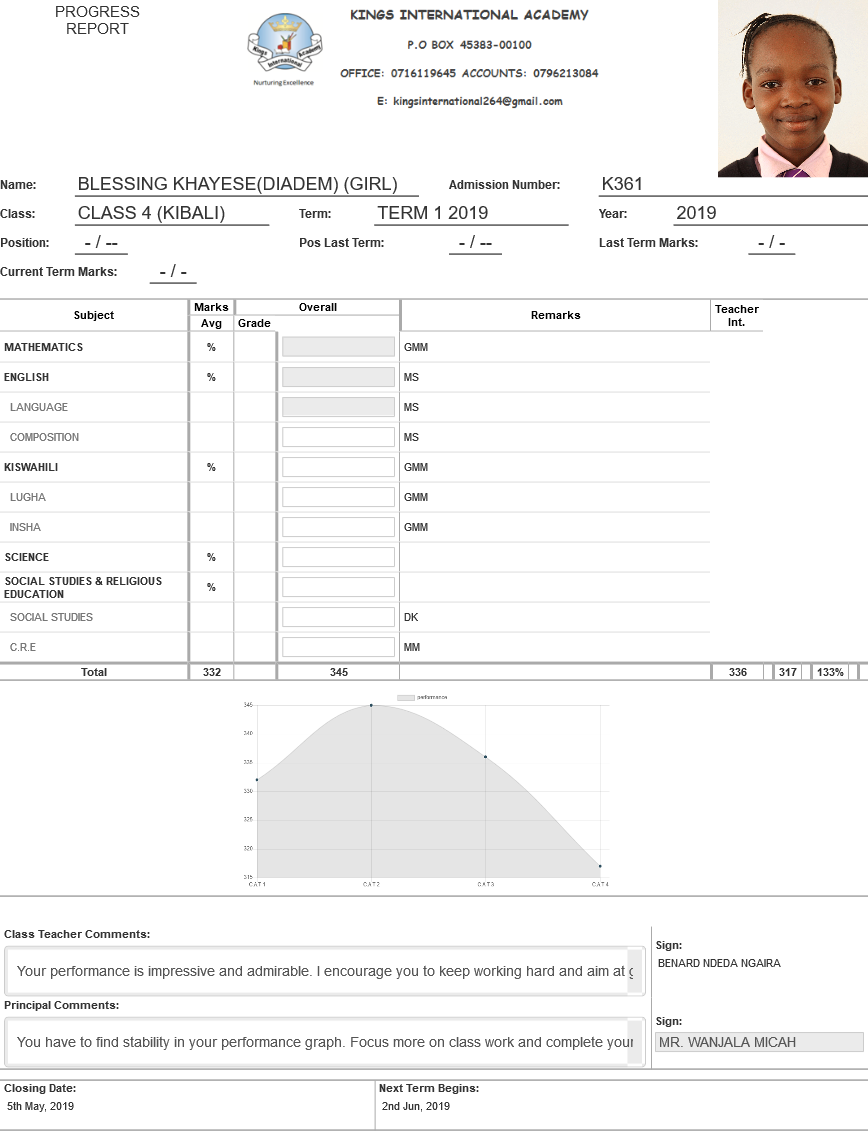 PROGRESS
REPORT
KINGS INTERNATIONAL ACADEMY
P.O BOX 45383-00100
OFFICE: 0716119645 ACCOUNTS: 0796213084
E: kingsinternational264@gmail.com
Kings Academy
International
Nurturing Excellence
Name: BLESSING KHAYESE(DIADEM) (GIRL) Admission Number: K361
Class: CLASS 4 (KIBALI) Term: TERM 1 2019 Year: 2019
Position: - / -- Pos Last Term: - / -- Last Term Marks: - / -
Current Term Marks: - / -
Subject Marks Overall Remarks Teacher Int.
Avg Grade
MATHEMATICS % GMM
ENGLISH % MS
LANGUAGE MS
COMPOSITION MS
KISWAHILI % GMM
LUGHA GMM
INSHA GMM
SCIENCE %
SOCIAL STUDIES & RELIGIOUS
EDUCATION %
SOCIAL STUDIES DK
C.R.E MM
Total 332 345 336 317 133%
performance
345
340
335
330
325
320
315
CAT1 CAT2 CAT3 CAT4
Class Teacher Comments:
Your performance is impressive and admirable. I encourage you to keep working hard and aim at
Sign:
BENARD NDEDA NGAIRA
Principal Comments:
You have to find stability in your performance graph. Focus more on class work and complete your
Sign:
MR. WANJALA MICAH
Closing Date: Next Term Begins:
5th May, 2019 2nd Jun, 2019